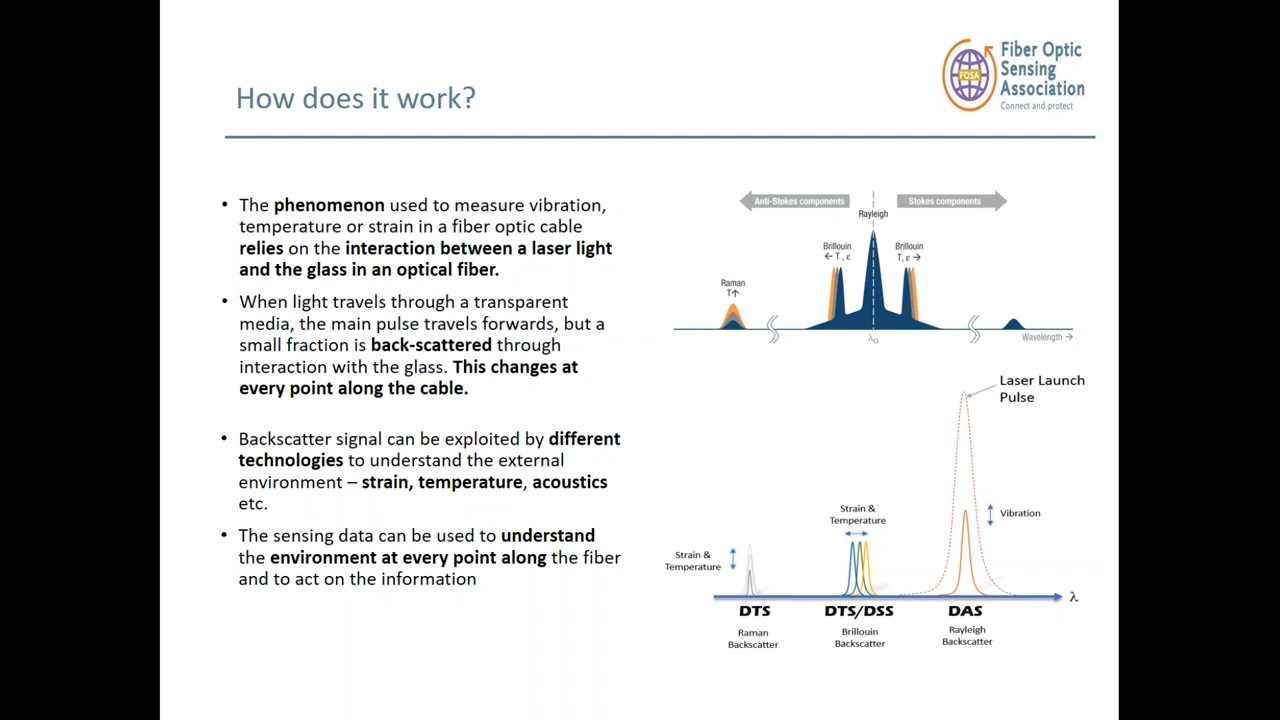 Fiber Optic
Sensing
Association
Connect and protect
FOSA
How does it work?
• The phenomenon used to measure vibration,
temperature or strain in a fiber optic cable
relies on the interaction between a laser light
and the glass in an optical fiber.
• When light travels through a transparent
media, the main pulse travels forwards, but a
small fraction is back-scattered through
interaction with the glass. This changes at
every point along the cable.
• Backscatter signal can be exploited by different
technologies to understand the external
environment – strain, temperature, acoustics
etc.
• The sensing data can be used to understand
the environment at every point along the fiber
and to act on the information
Anti-Stokes components
Stokes components
Rayleigh
Brillouin
← T, ε
Brillouin
T, ε →
Raman
T↑
λ₀
Wavelength →
Laser Launch
Pulse
Vibration
Strain &
Temperature
Strain &
Temperature
λ
DTS
DTS/DSS
DAS
Raman
Backscatter
Brillouin
Backscatter
Rayleigh
Backscatter